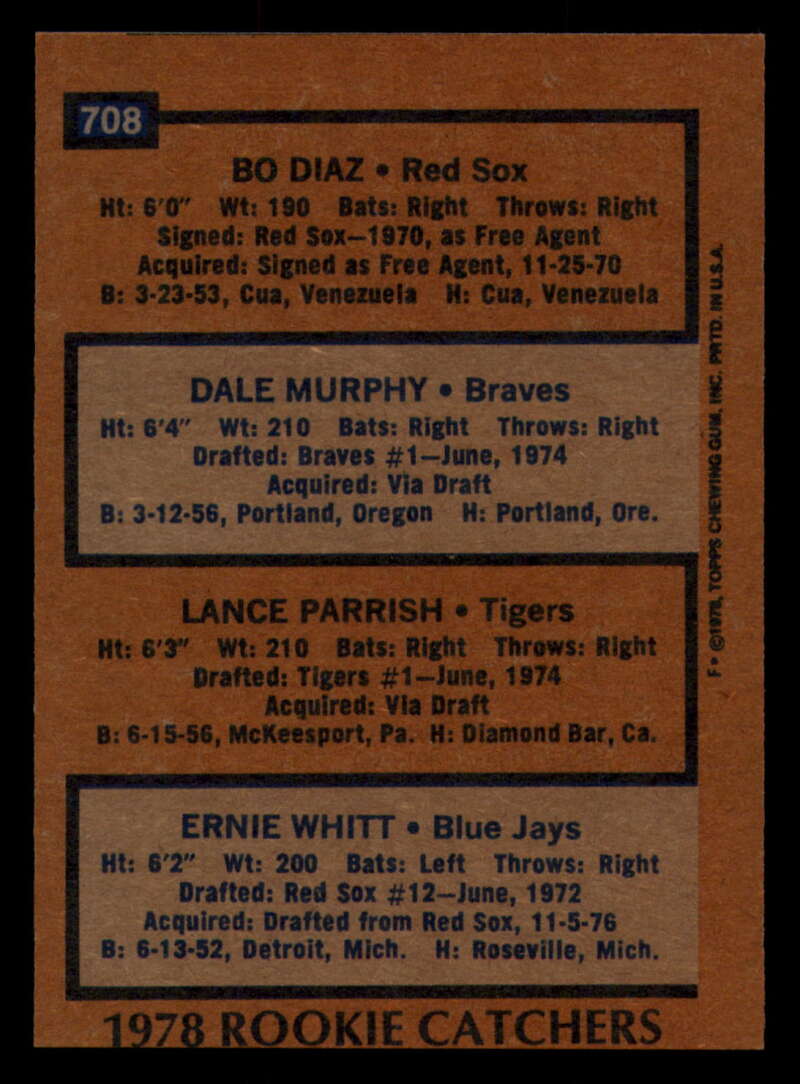 708
BO DIAZ • Red Sox
Ht: 6'0" Wt: 190 Bats: Right Throws: Right
Signed: Red Sox—1970, as Free Agent
Acquired: Signed as Free Agent, 11-25-70
B: 3-23-53, Cua, Venezuela H: Cua, Venezuela
DALE MURPHY • Braves
Ht: 6'4" Wt: 210 Bats: Right Throws: Right
Drafted: Braves #1—June, 1974
Acquired: Via Draft
B: 3-12-56, Portland, Oregon H: Portland, Ore.
LANCE PARRISH • Tigers
Ht: 6'3" Wt: 210 Bats: Right Throws: Right
Drafted: Tigers #1—June, 1974
Acquired: Via Draft
B: 6-15-56, McKeesport, Pa. H: Diamond Bar, Ca.
ERNIE WHITT • Blue Jays
Ht: 6'2" Wt: 200 Bats: Left Throws: Right
Drafted: Red Sox #12—June, 1972
Acquired: Drafted from Red Sox, 11-5-76
B: 6-13-52, Detroit, Mich. H: Roseville, Mich.
1978 ROOKIE CATCHERS
F• ©1978, TOPPS CHEWING GUM, INC. PRTD. IN U.S.A.